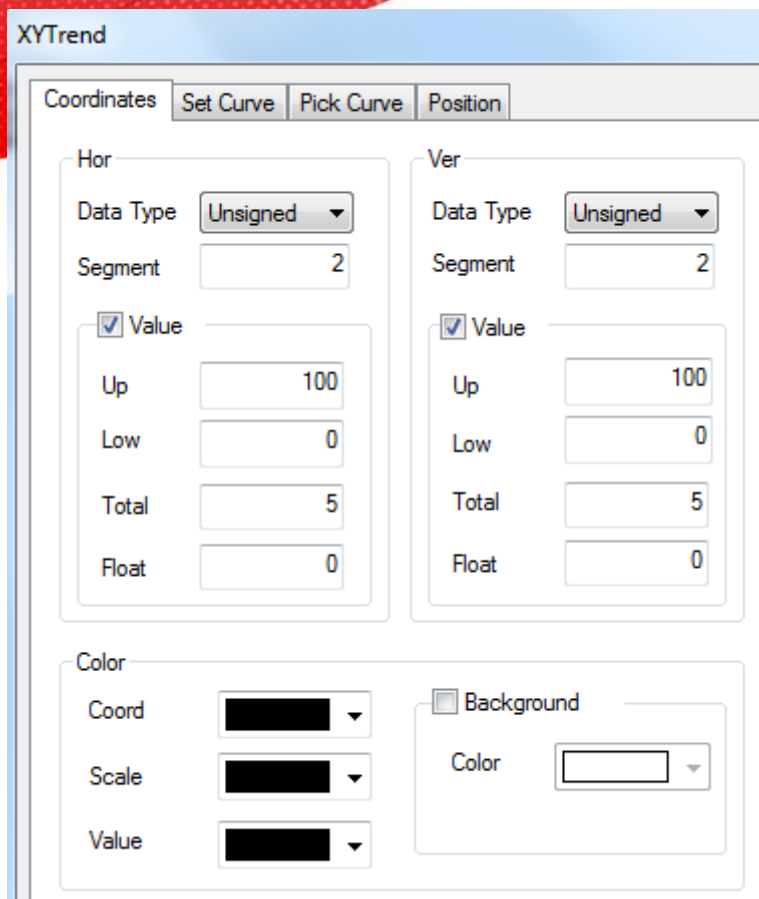 XYTrend
Coordinates Set Curve Pick Curve Position
Hor
Data Type Unsigned
Segment 2
Value
Up 100
Low 0
Total 5
Float 0
Ver
Data Type Unsigned
Segment 2
Value
Up 100
Low 0
Total 5
Float 0
Color
Coord
Scale
Value
Background
Color